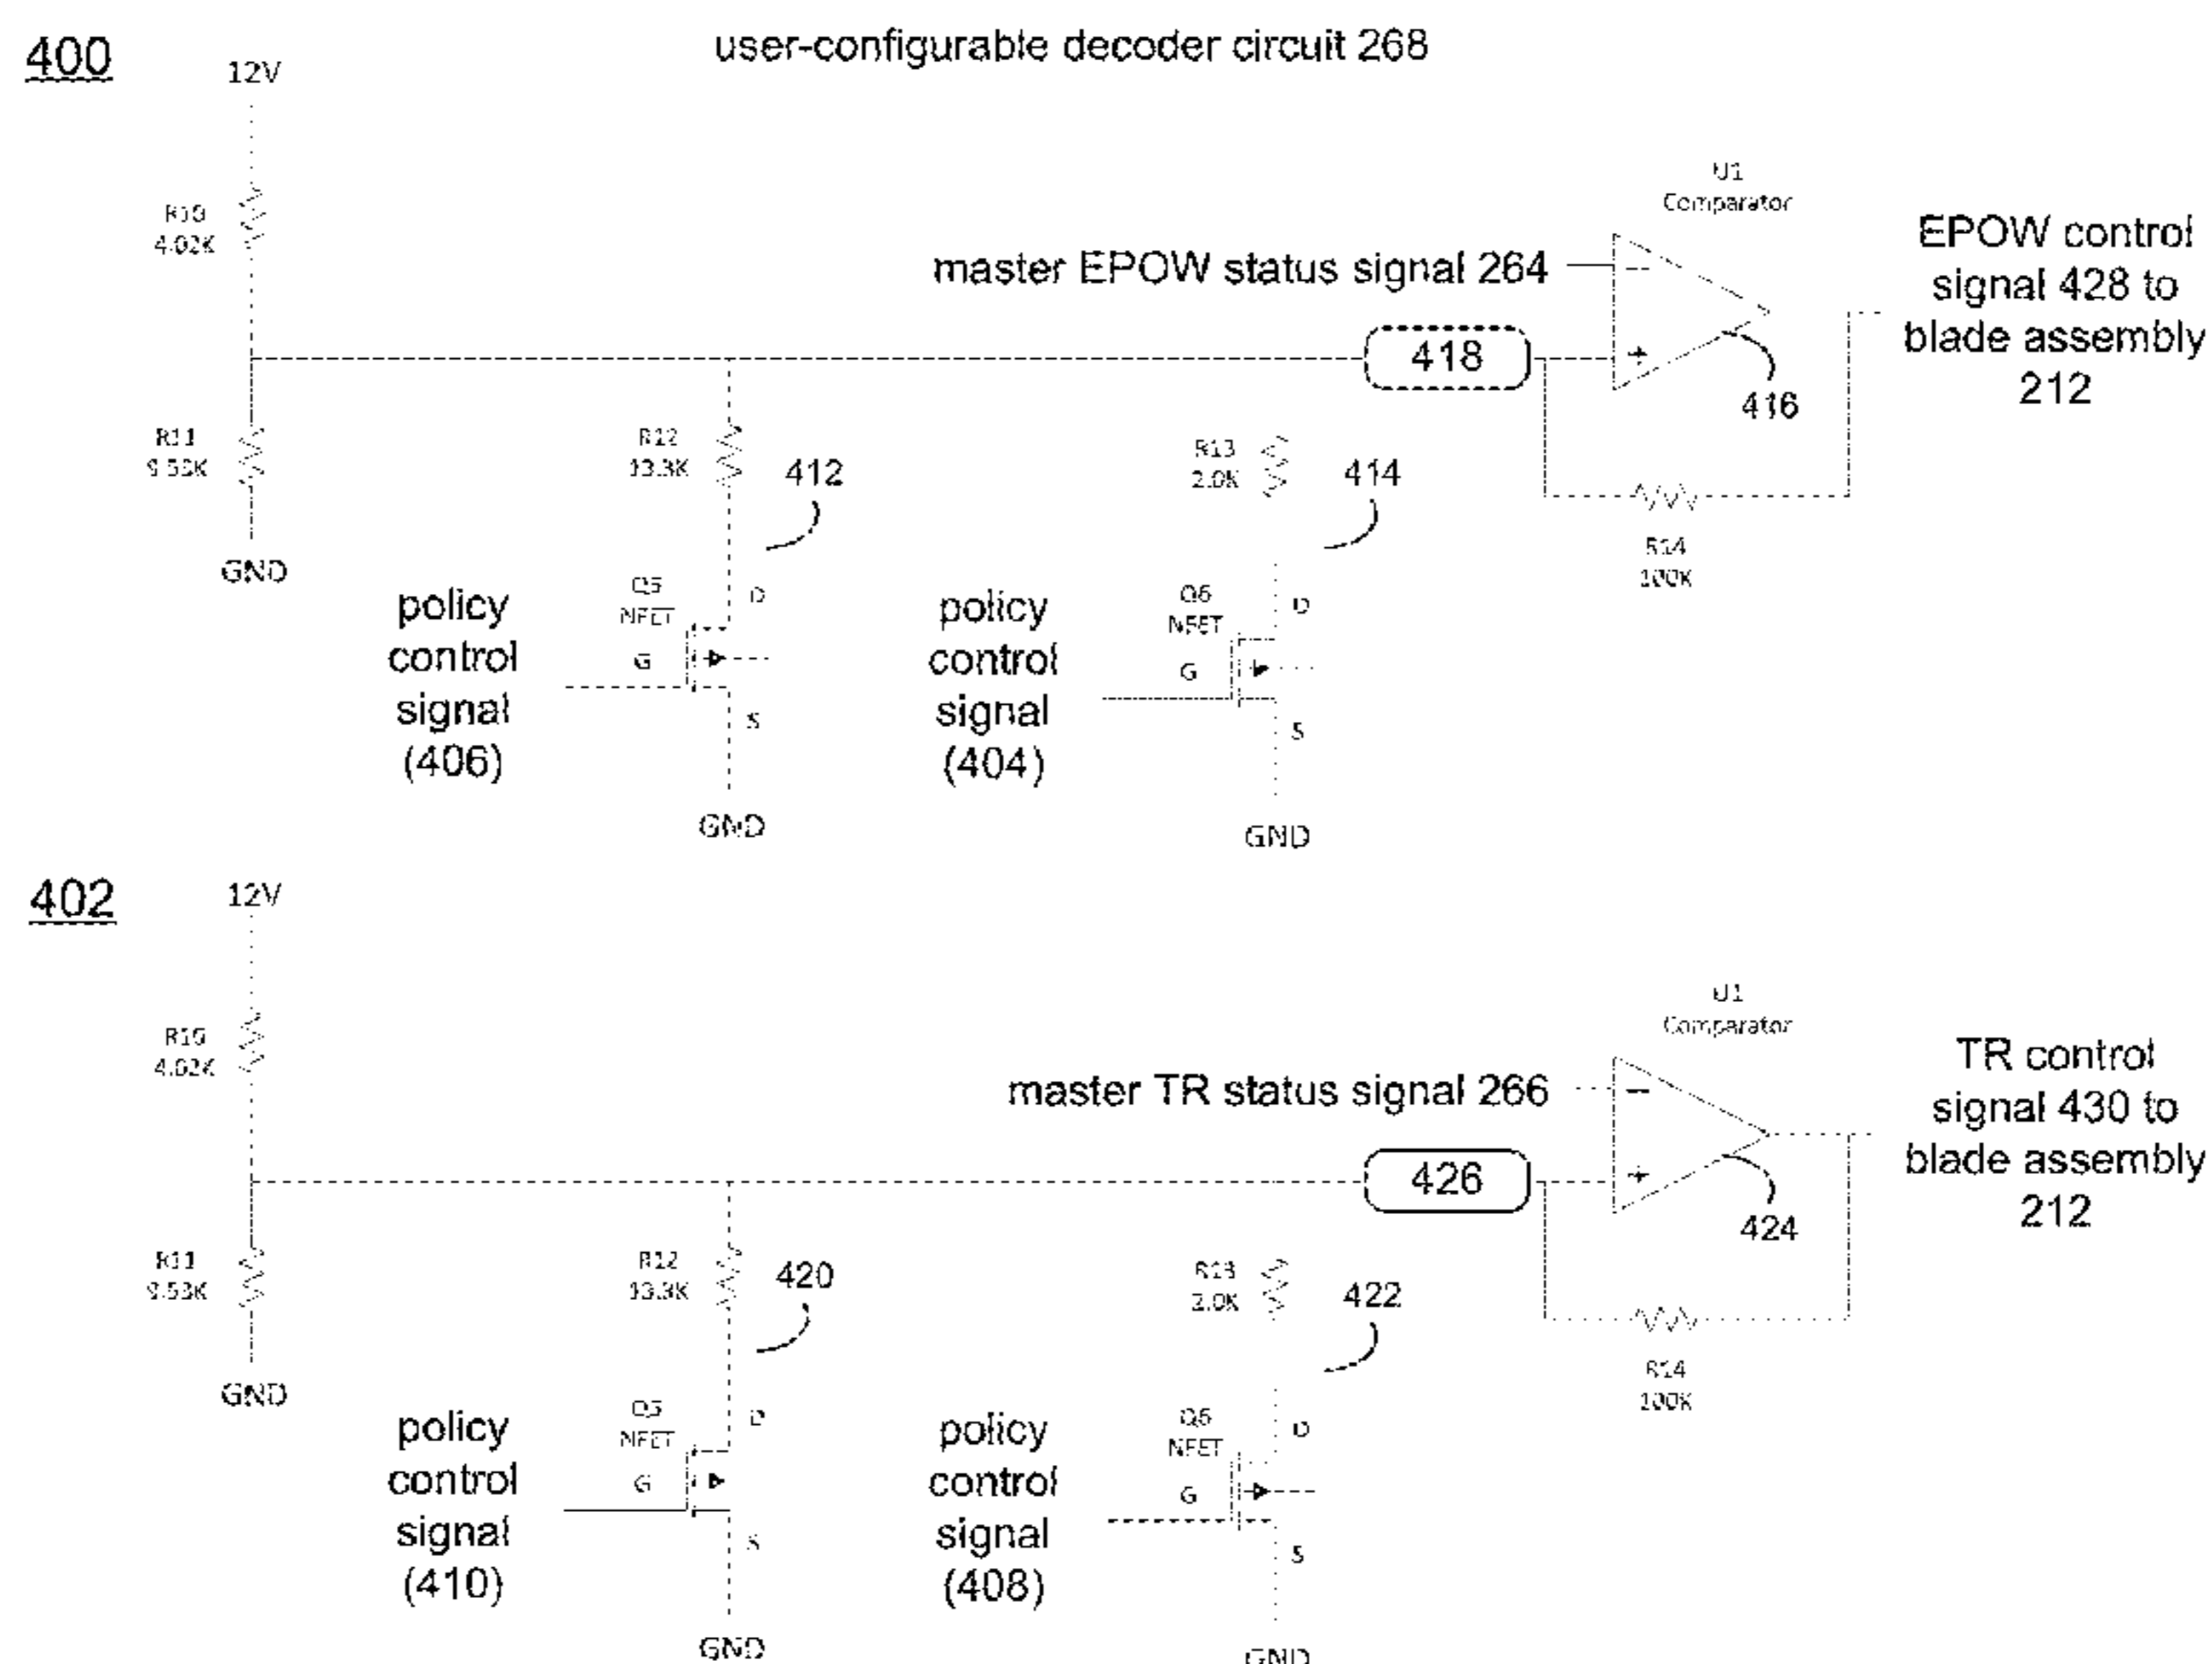 user-configurable decoder circuit 268
400
12V
R10
4.02K
U1
Comparator
master EPOW status signal 264
−
EPOW control
signal 428 to
blade assembly
212
418
+
416
R11
9.53K
R12
13.3K
412
R13
2.0K
414
R14
100K
GND
policy
control
signal
(406)
Q5
NFET
G
D
S
policy
control
signal
(404)
Q6
NFET
G
D
S
GND
GND
402
12V
R10
4.02K
U1
Comparator
master TR status signal 266
−
TR control
signal 430 to
blade assembly
212
426
+
424
R11
9.53K
R12
13.3K
420
R13
2.0K
422
R14
100K
GND
policy
control
signal
(410)
Q5
NFET
G
D
S
policy
control
signal
(408)
Q6
NFET
G
D
S
GND
GND